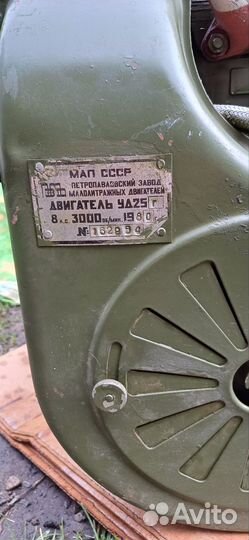 МАП СССР
ПЕТРОПАВЛОВСКИЙ ЗАВОД
МАЛОЛИТРАЖНЫХ ДВИГАТЕЛЕЙ
ДВИГАТЕЛЬ УД25Г
8 Л.С. 3000 ОБ/МИН. 1980
№ 162950
Avito